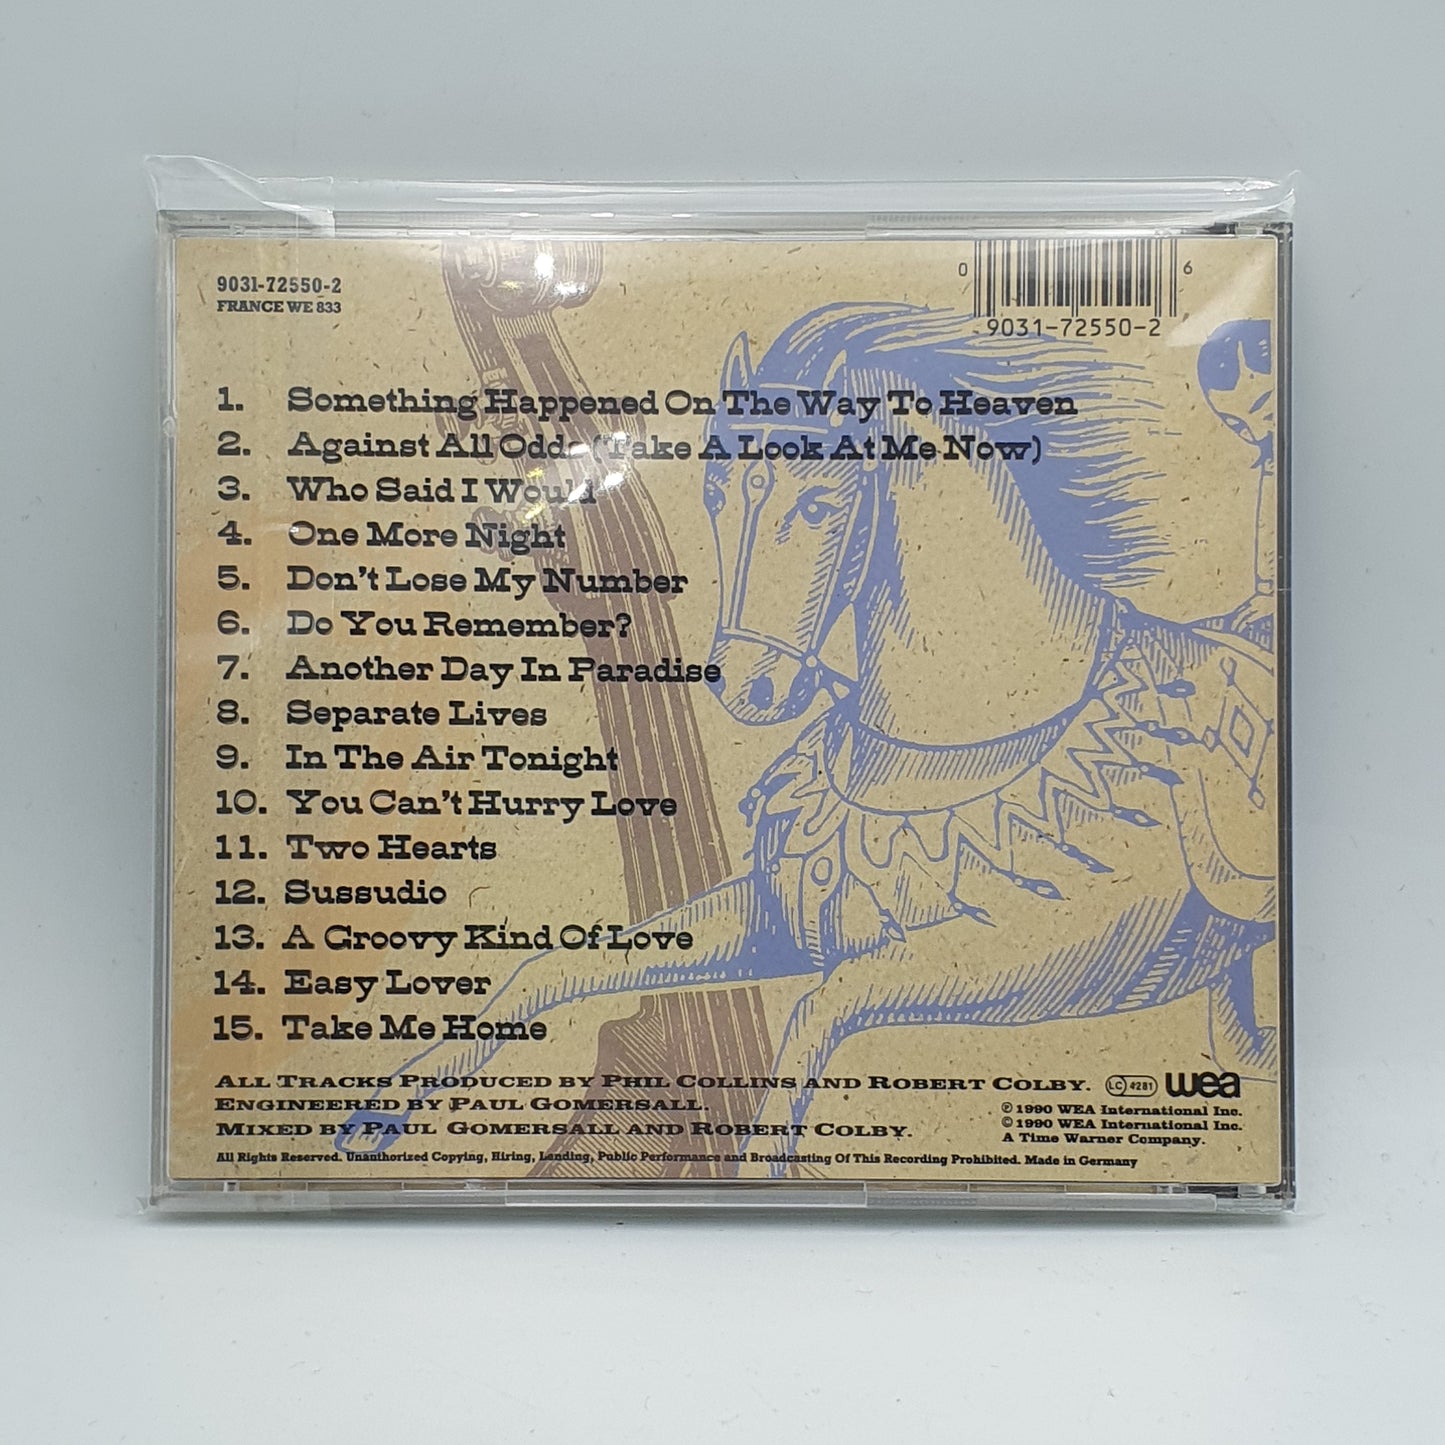 9031-72550-2
FRANCE WE 833
0 6
9031-72550-2
1. Something Happened On The Way To Heaven
2. Against All Odds (Take A Look At Me Now)
3. Who Said I Would
4. One More Night
5. Don't Lose My Number
6. Do You Remember?
7. Another Day In Paradise
8. Separate Lives
9. In The Air Tonight
10. You Can't Hurry Love
11. Two Hearts
12. Sussudio
13. A Groovy Kind Of Love
14. Easy Lover
15. Take Me Home
ALL TRACKS PRODUCED BY PHIL COLLINS AND ROBERT COLBY.
ENGINEERED BY PAUL GOMERSALL.
MIXED BY PAUL GOMERSALL AND ROBERT COLBY.
LC 4281 wea
℗ 1990 WEA International Inc.
© 1990 WEA International Inc.
A Time Warner Company.
All Rights Reserved. Unauthorized Copying, Hiring, Lending, Public Performance and Broadcasting Of This Recording Prohibited. Made in Germany